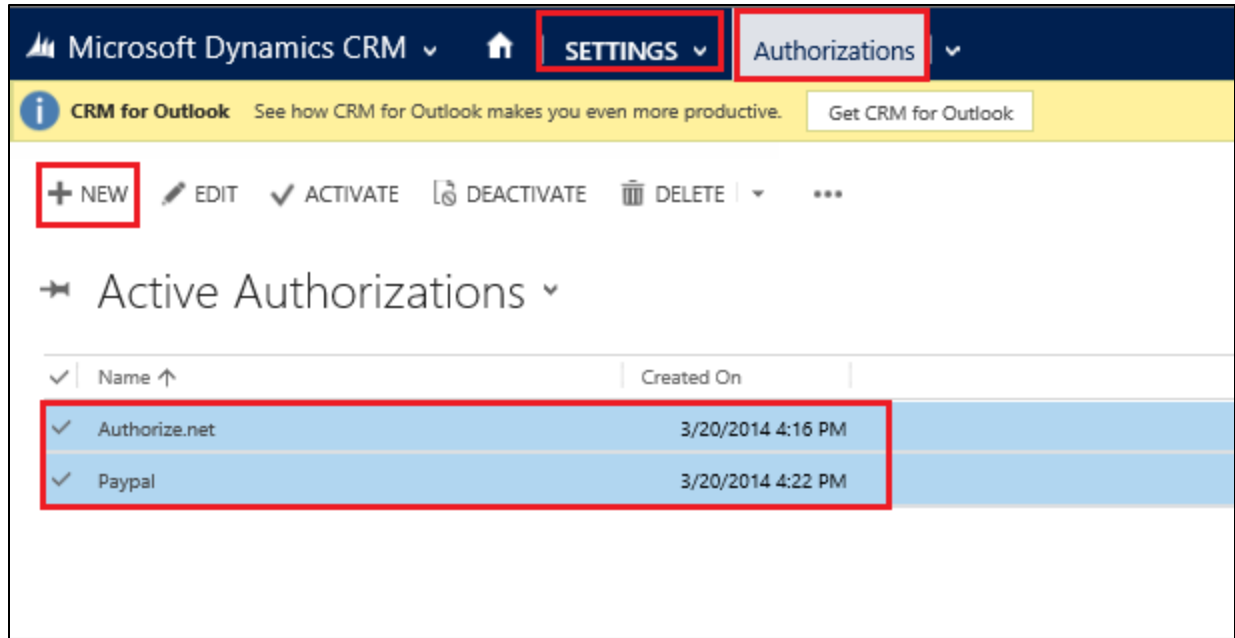 Microsoft Dynamics CRM SETTINGS Authorizations
CRM for Outlook See how CRM for Outlook makes you even more productive. Get CRM for Outlook
NEW EDIT ACTIVATE DEACTIVATE DELETE
Active Authorizations
Name Created On
Authorize.net 3/20/2014 4:16 PM
Paypal 3/20/2014 4:22 PM